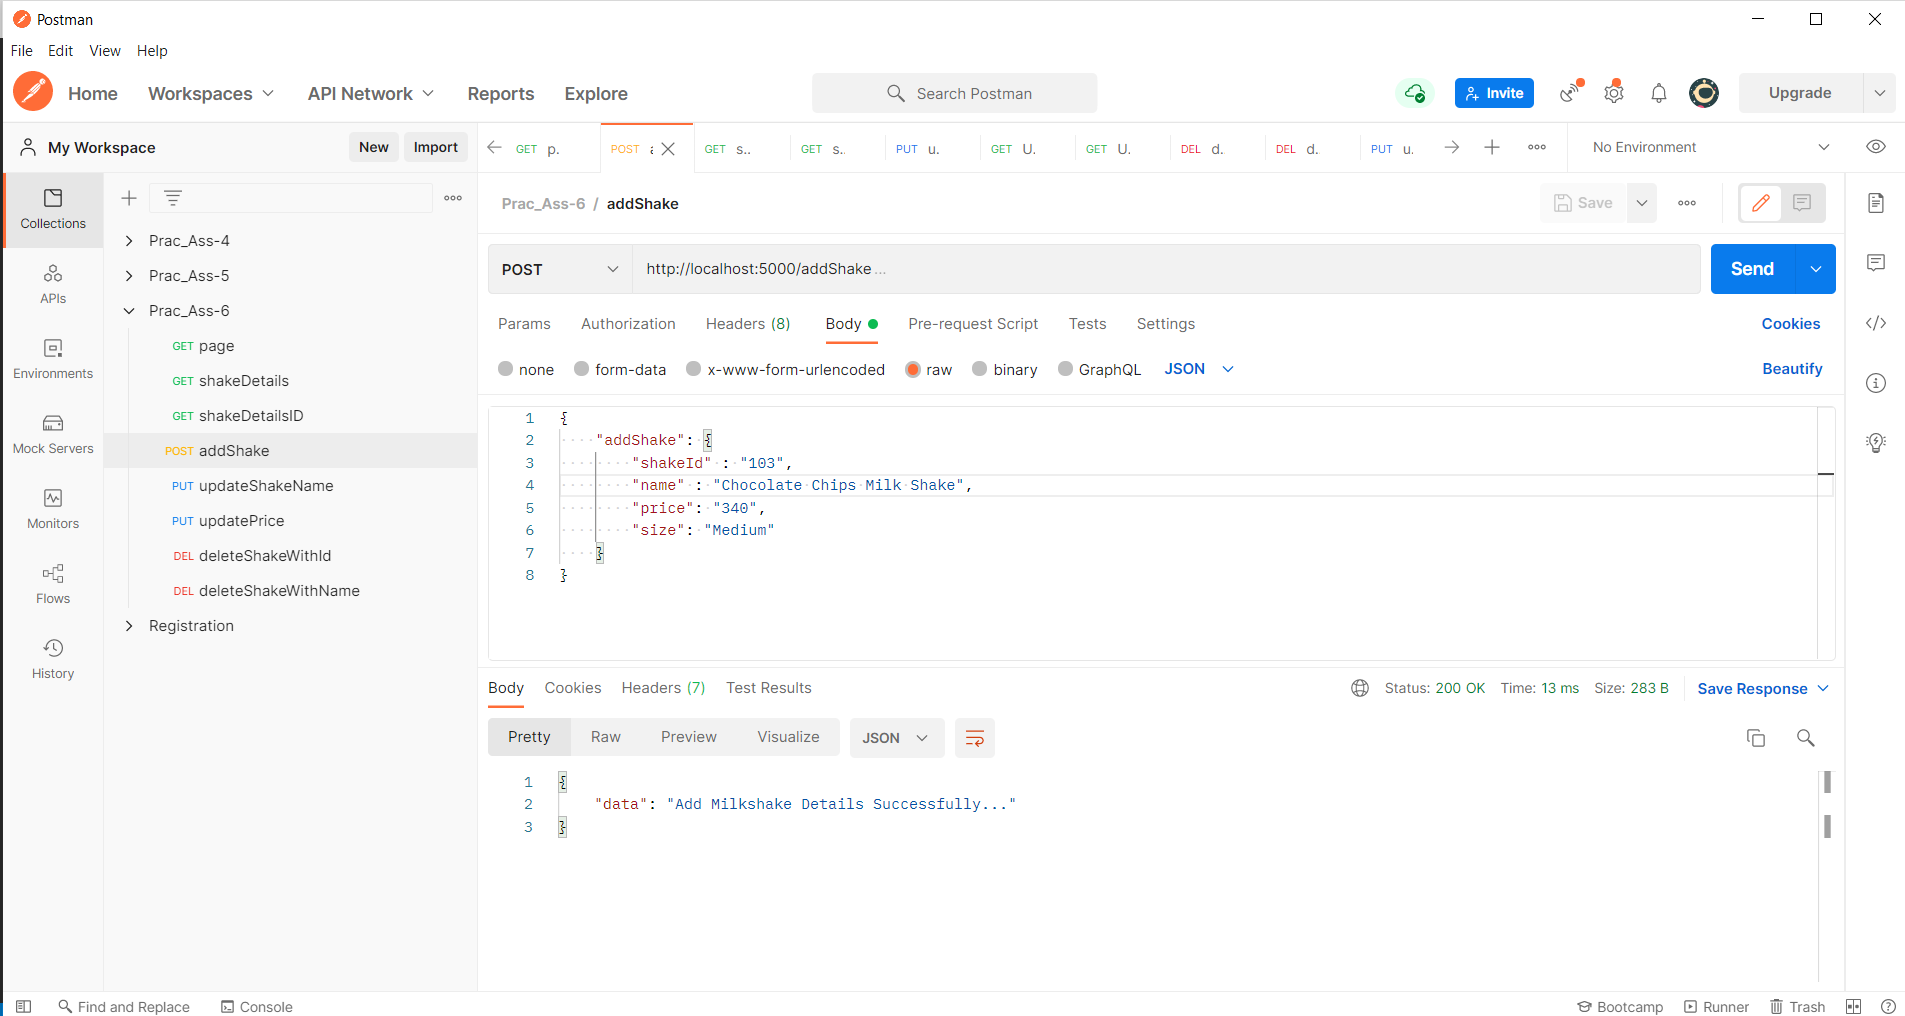 Postman
File Edit View Help
Home Workspaces API Network Reports Explore Search Postman Invite Upgrade
My Workspace New Import
GET p. POST GET s.. GET s.. PUT u. GET U. GET U. DEL d. DEL d. PUT u. No Environment
Collections
APIs
Environments
Mock Servers
Monitors
Flows
History
Prac_Ass-4
Prac_Ass-5
Prac_Ass-6
GET page
GET shakeDetails
GET shakeDetailsID
POST addShake
PUT updateShakeName
PUT updatePrice
DEL deleteShakeWithId
DEL deleteShakeWithName
Registration
Prac_Ass-6 / addShake Save
POST http://localhost:5000/addShake ... Send
Params Authorization Headers (8) Body Pre-request Script Tests Settings Cookies
none form-data x-www-form-urlencoded raw binary GraphQL JSON Beautify
1 {
2 "addShake": {
3 "shakeId" : "103",
4 "name" : "Chocolate Chips Milk Shake",
5 "price": "340",
6 "size": "Medium"
7 }
8 }
Body Cookies Headers (7) Test Results Status: 200 OK Time: 13 ms Size: 283 B Save Response
Pretty Raw Preview Visualize JSON
1 {
2 "data": "Add Milkshake Details Successfully..."
3 }
Find and Replace Console Bootcamp Runner Trash